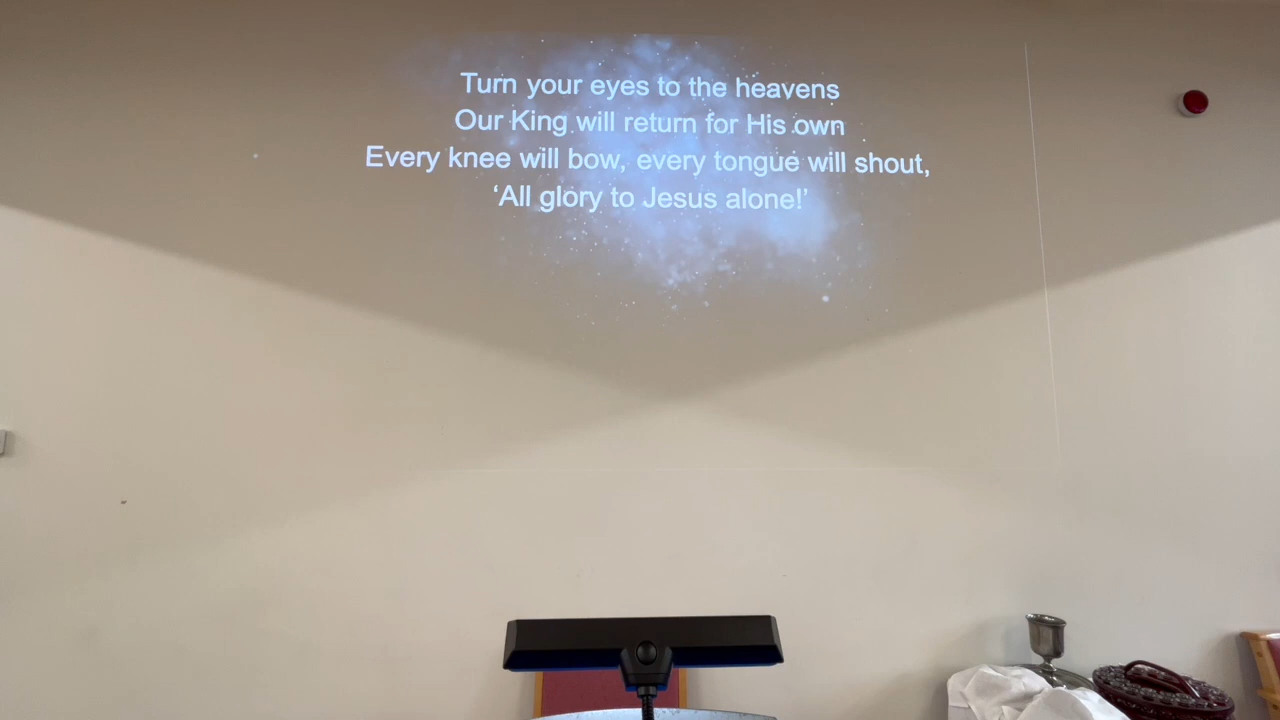 Turn your eyes to the heavens
Our King will return for His own
Every knee will bow, every tongue will shout,
‘All glory to Jesus alone!’